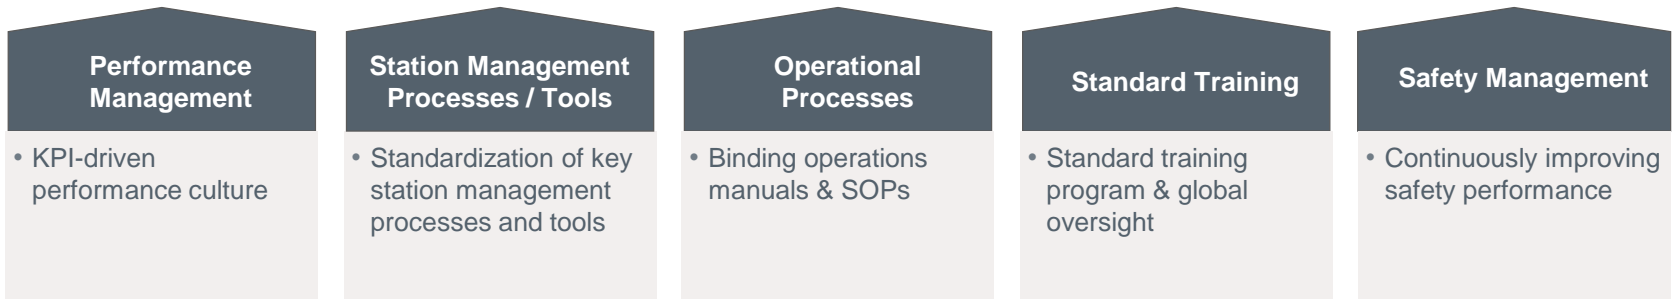 Performance
Management
• KPI-driven
performance culture
Station Management
Processes / Tools
• Standardization of key
station management
processes and tools
Operational
Processes
• Binding operations
manuals & SOPs
Standard Training
• Standard training
program & global
oversight
Safety Management
• Continuously improving
safety performance